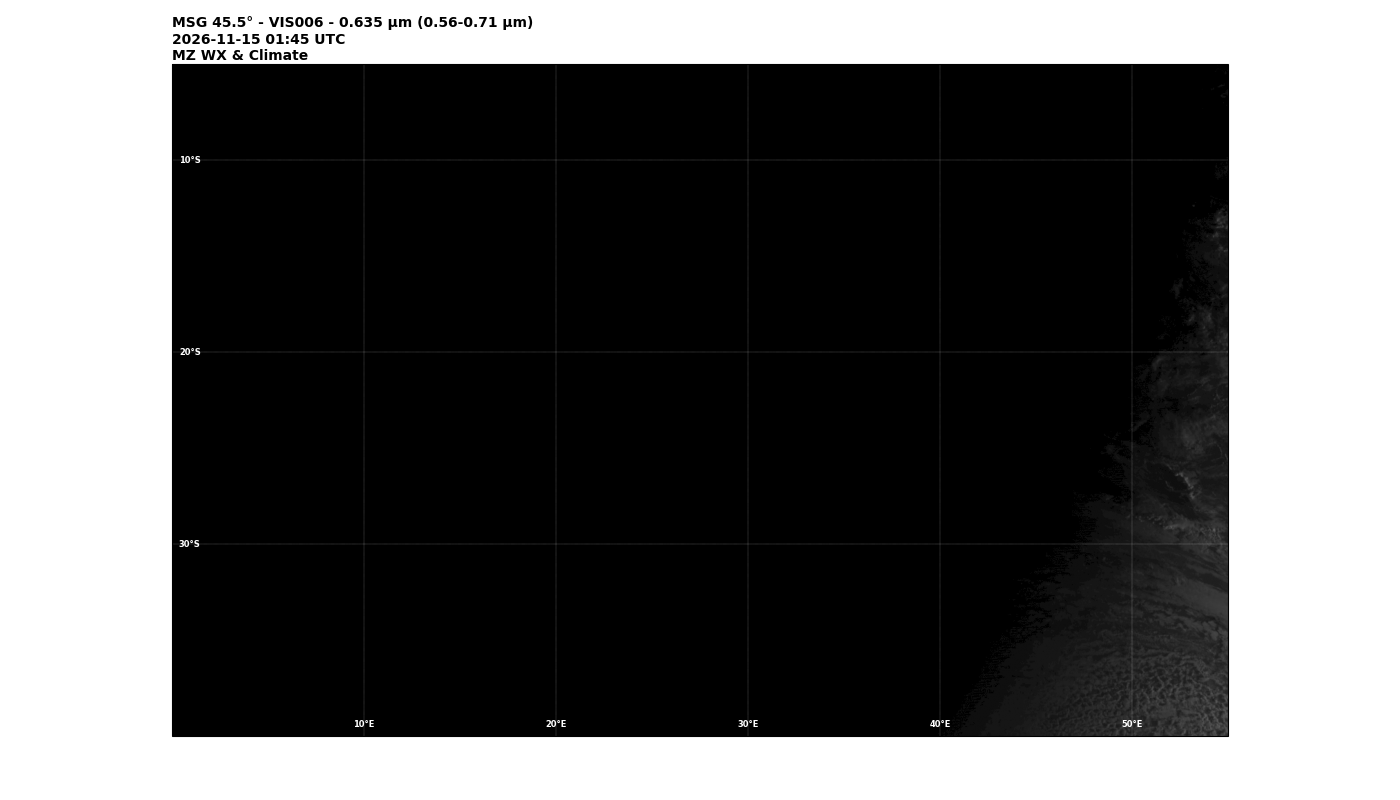 MSG 45.5° - VIS006 - 0.635 µm (0.56-0.71 µm)
2026-11-15 01:45 UTC
MZ WX & Climate
10°S
20°S
30°S
10°E 20°E 30°E 40°E 50°E